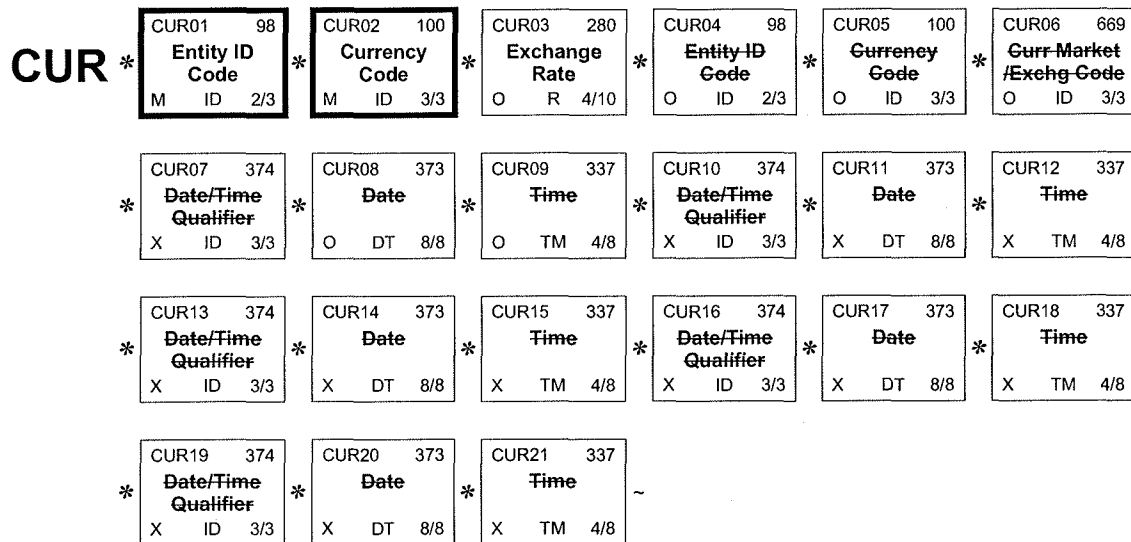 CUR * CUR01 98 * CUR02 100 * CUR03 280 * CUR04 98 * CUR05 100 * CUR06 669
Entity ID Currency Exchange Entity ID Currency Curr Market
Code Code Rate Code Code /Exchg Code
M ID 2/3 M ID 3/3 O R 4/10 O ID 2/3 O ID 3/3 O ID 3/3
* CUR07 374 * CUR08 373 * CUR09 337 * CUR10 374 * CUR11 373 * CUR12 337
Date/Time Date Time Date/Time Date Time
Qualifier Qualifier
X ID 3/3 O DT 8/8 O TM 4/8 X ID 3/3 X DT 8/8 X TM 4/8
* CUR13 374 * CUR14 373 * CUR15 337 * CUR16 374 * CUR17 373 * CUR18 337
Date/Time Date Time Date/Time Date Time
Qualifier Qualifier
X ID 3/3 X DT 8/8 X TM 4/8 X ID 3/3 X DT 8/8 X TM 4/8
* CUR19 374 * CUR20 373 * CUR21 337 ~
Date/Time Date Time
Qualifier
X ID 3/3 X DT 8/8 X TM 4/8